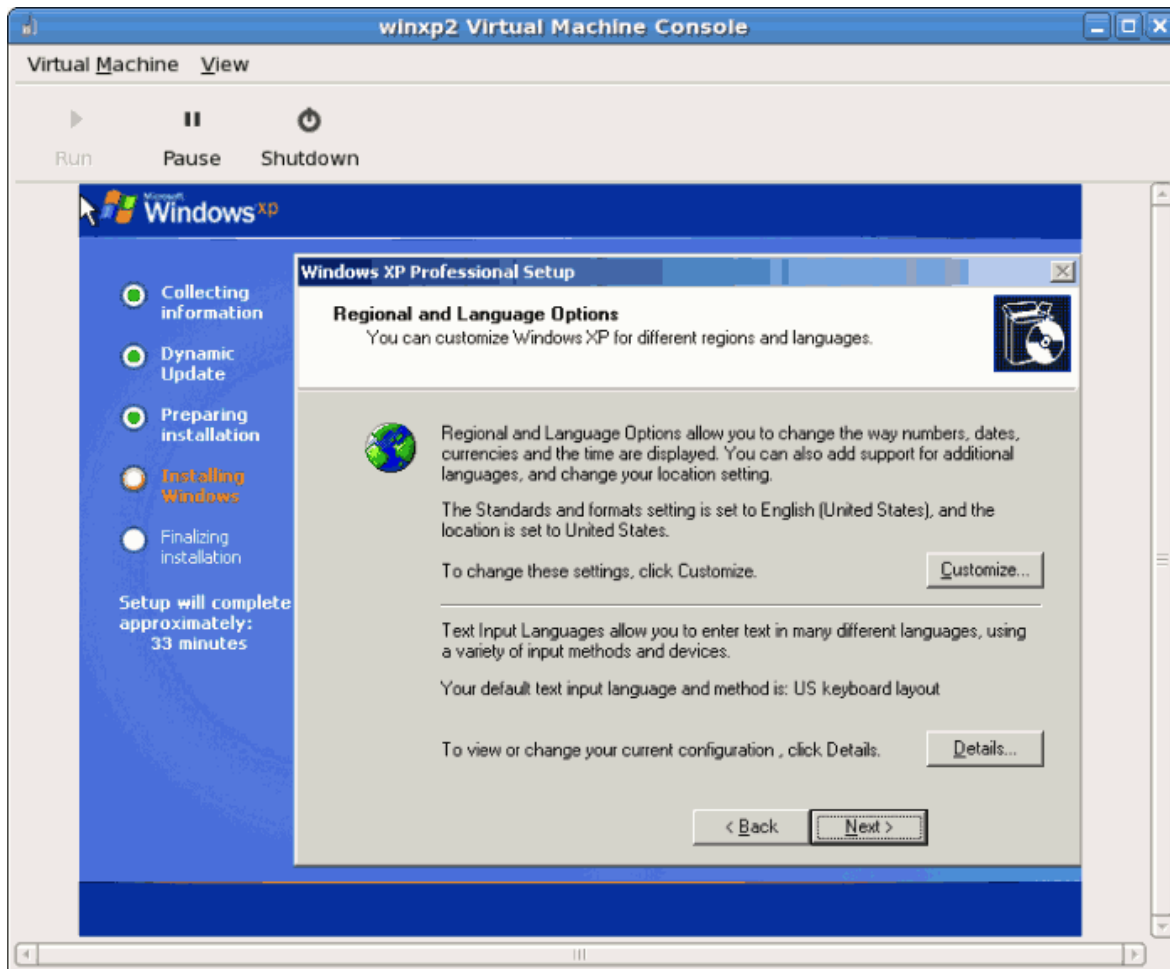 winxp2 Virtual Machine Console
Virtual Machine View
Run Pause Shutdown
Microsoft
Windows xp
Collecting
information
Dynamic
Update
Preparing
installation
Installing
Windows
Finalizing
installation
Setup will complete
approximately:
33 minutes
Windows XP Professional Setup
Regional and Language Options
You can customize Windows XP for different regions and languages.
Regional and Language Options allow you to change the way numbers, dates,
currencies and the time are displayed. You can also add support for additional
languages, and change your location setting.
The Standards and formats setting is set to English (United States), and the
location is set to United States.
To change these settings, click Customize.
Customize...
Text Input Languages allow you to enter text in many different languages, using
a variety of input methods and devices.
Your default text input language and method is: US keyboard layout
To view or change your current configuration , click Details.
Details...
< Back Next >